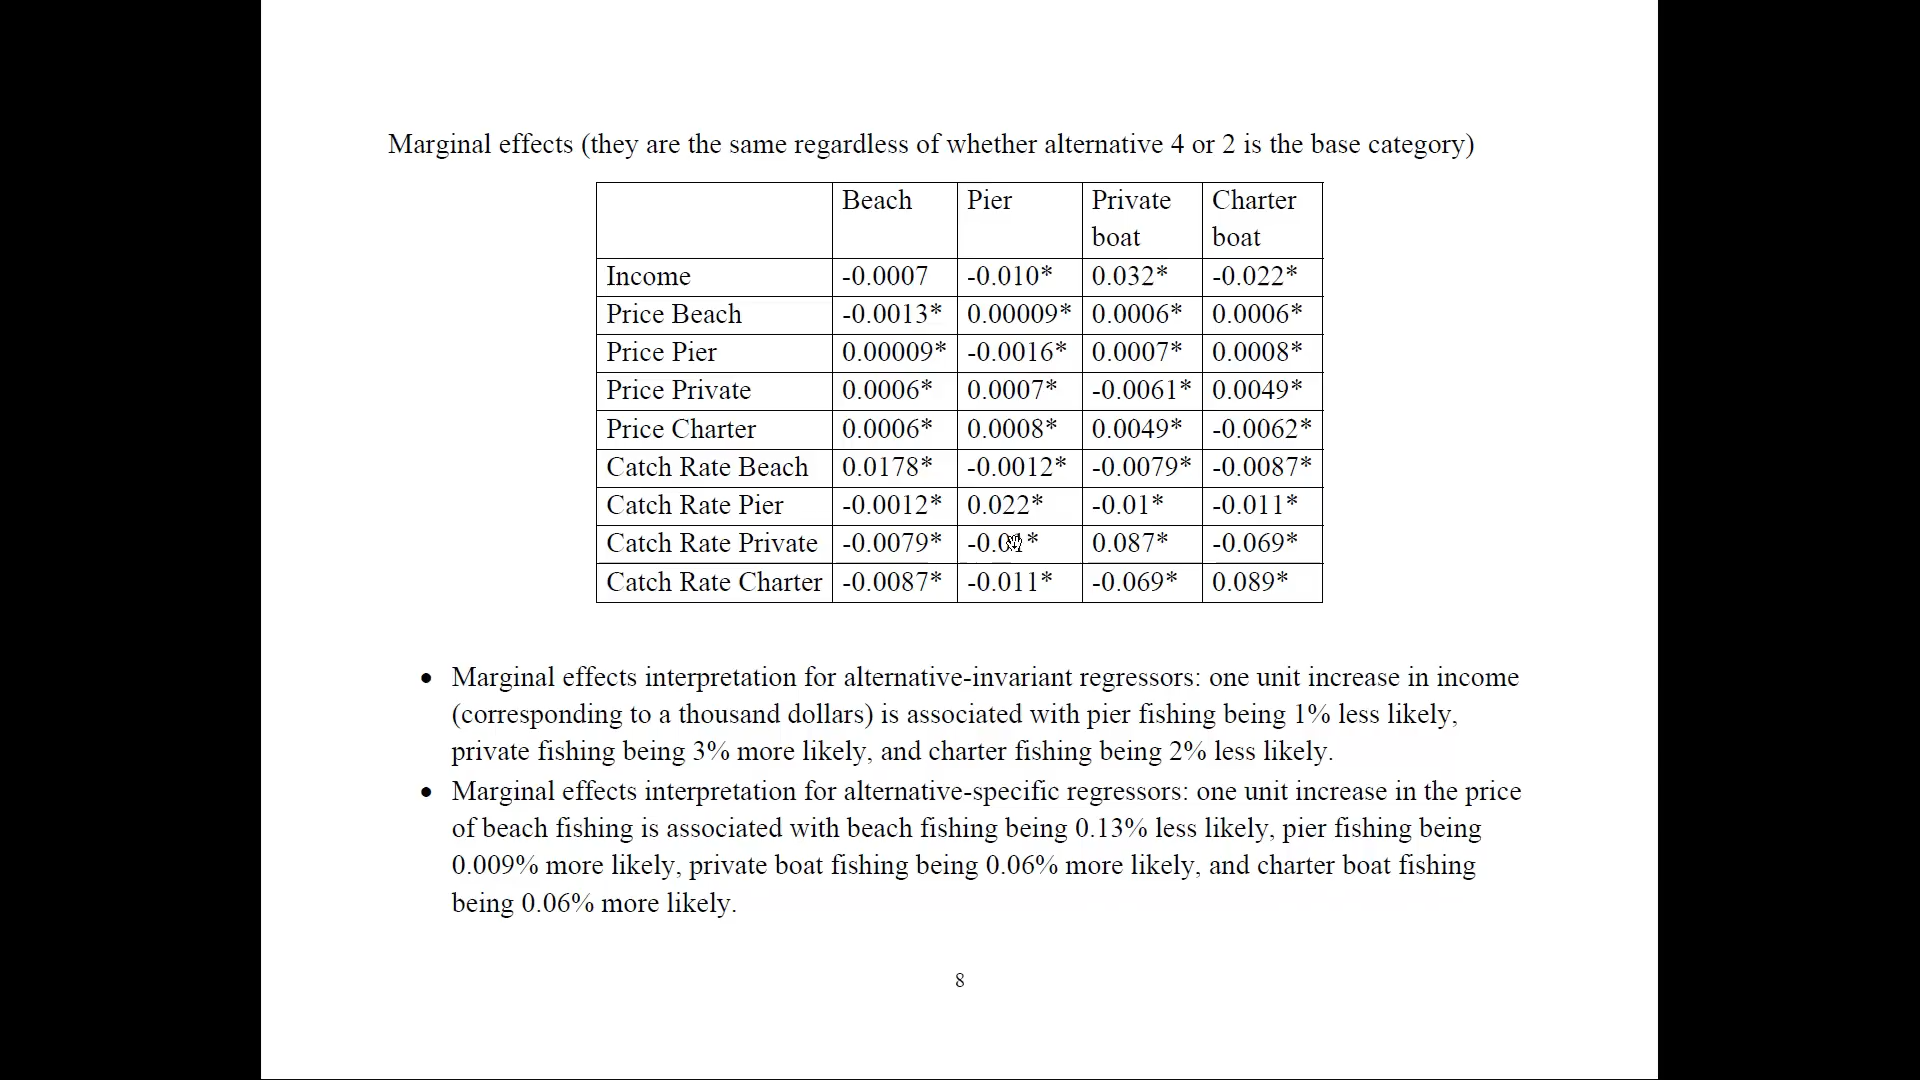 Marginal effects (they are the same regardless of whether alternative 4 or 2 is the base category)
Beach Pier Private boat Charter boat
Income -0.0007 -0.010* 0.032* -0.022*
Price Beach -0.0013* 0.00009* 0.0006* 0.0006*
Price Pier 0.00009* -0.0016* 0.0007* 0.0008*
Price Private 0.0006* 0.0007* -0.0061* 0.0049*
Price Charter 0.0006* 0.0008* 0.0049* -0.0062*
Catch Rate Beach 0.0178* -0.0012* -0.0079* -0.0087*
Catch Rate Pier -0.0012* 0.022* -0.01* -0.011*
Catch Rate Private -0.0079* -0.01* 0.087* -0.069*
Catch Rate Charter -0.0087* -0.011* -0.069* 0.089*
• Marginal effects interpretation for alternative-invariant regressors: one unit increase in income
(corresponding to a thousand dollars) is associated with pier fishing being 1% less likely,
private fishing being 3% more likely, and charter fishing being 2% less likely.
• Marginal effects interpretation for alternative-specific regressors: one unit increase in the price
of beach fishing is associated with beach fishing being 0.13% less likely, pier fishing being
0.009% more likely, private boat fishing being 0.06% more likely, and charter boat fishing
being 0.06% more likely.
8